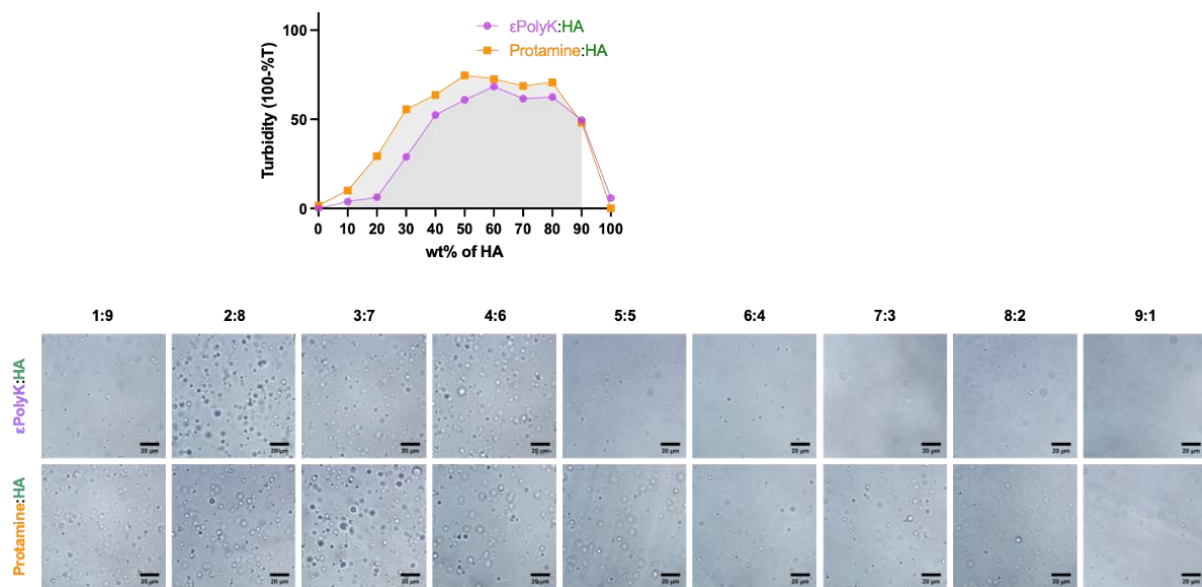 εPolyK:HA
Protamine:HA
Turbidity (100-%T)
100
50
0
0 10 20 30 40 50 60 70 80 90 100
wt% of HA
1:9 2:8 3:7 4:6 5:5 6:4 7:3 8:2 9:1
εPolyK:HA
20 µm 20 µm 20 µm 20 µm 20 µm 20 µm 20 µm 20 µm 20 µm
Protamine:HA
20 µm 20 µm 20 µm 20 µm 20 µm 20 µm 20 µm 20 µm 20 µm